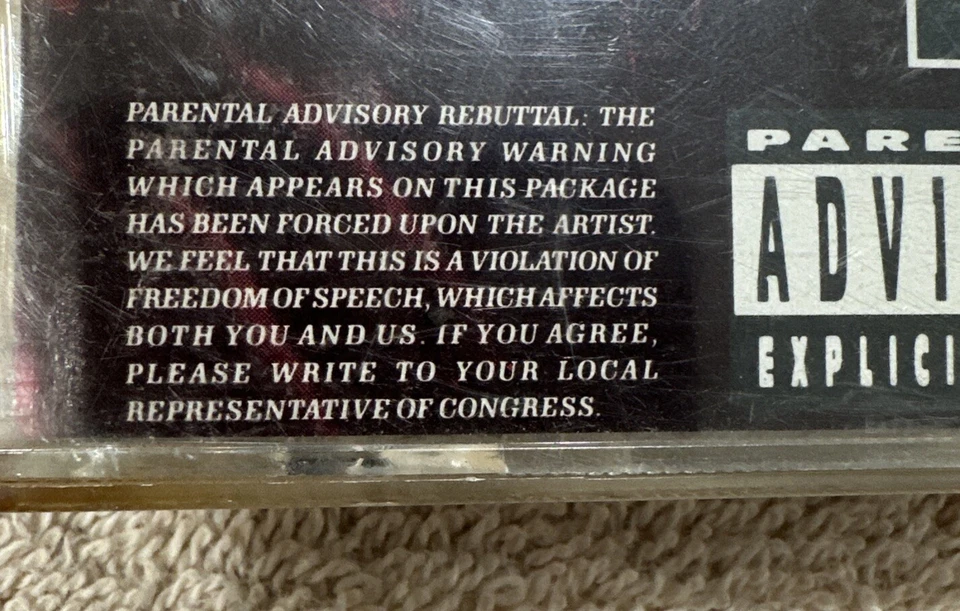 PARENTAL ADVISORY REBUTTAL: THE
PARENTAL ADVISORY WARNING
WHICH APPEARS ON THIS PACKAGE
HAS BEEN FORCED UPON THE ARTIST.
WE FEEL THAT THIS IS A VIOLATION OF
FREEDOM OF SPEECH, WHICH AFFECTS
BOTH YOU AND US. IF YOU AGREE,
PLEASE WRITE TO YOUR LOCAL
REPRESENTATIVE OF CONGRESS.
PARE
ADVI
EXPLICI